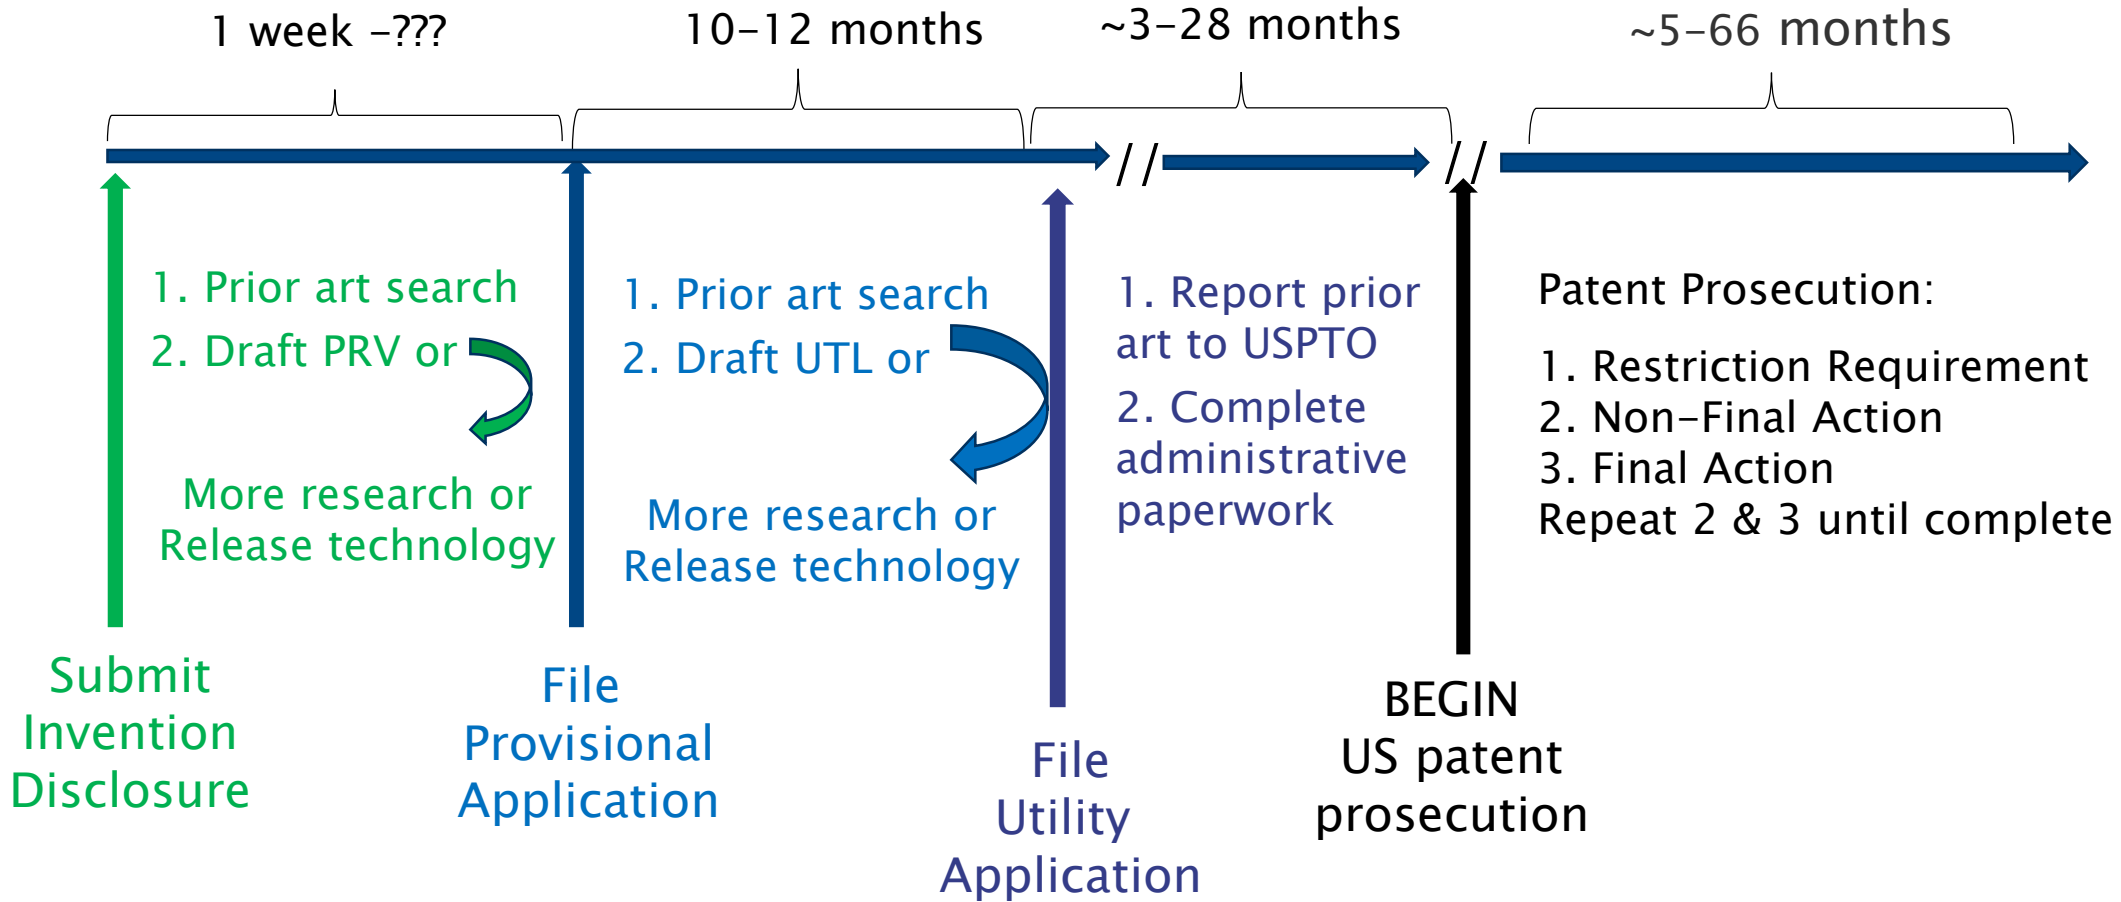 1 week –???
10–12 months
~3–28 months
~5–66 months
//
//
1. Prior art search
2. Draft PRV or
More research or
Release technology
1. Prior art search
2. Draft UTL or
More research or
Release technology
1. Report prior
art to USPTO
2. Complete
administrative
paperwork
Patent Prosecution:
1. Restriction Requirement
2. Non–Final Action
3. Final Action
Repeat 2 & 3 until complete
Submit
Invention
Disclosure
File
Provisional
Application
File
Utility
Application
BEGIN
US patent
prosecution